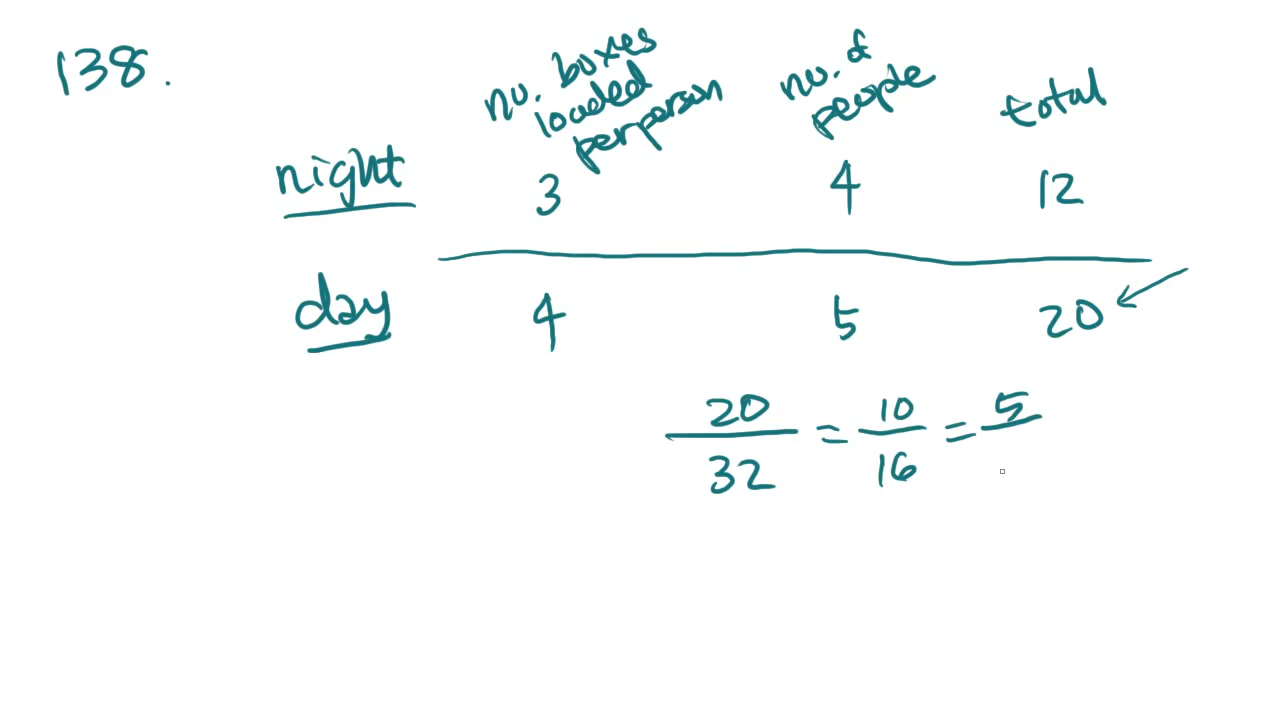 138.
no. boxes
loaded
per person
no. of
people
total
night 3 4 12
day 4 5 20
20/32 = 10/16 = 5/